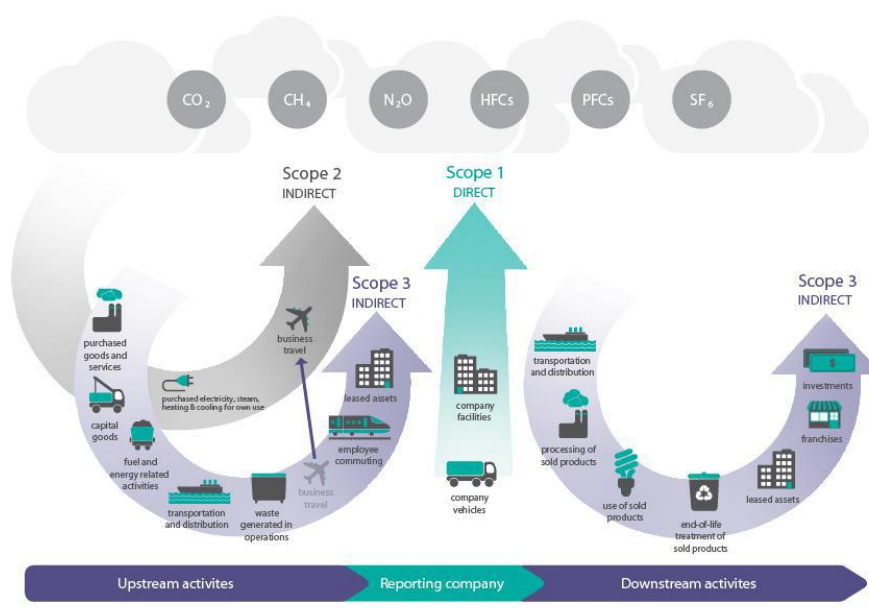 CO₂
CH₄
N₂O
HFCs
PFCs
SF₆
Scope 2
INDIRECT
Scope 1
DIRECT
Scope 3
INDIRECT
Scope 3
INDIRECT
purchased
goods and
services
capital
goods
fuel and
energy related
activities
purchased electricity, steam,
heating & cooling for own use
business
travel
transportation
and distribution
waste
generated in
operations
business
travel
employee
commuting
leased assets
company
facilities
company
vehicles
transportation
and distribution
processing of
sold products
use of sold
products
end-of-life
treatment of
sold products
leased assets
franchises
investments
$
Upstream activites
Reporting company
Downstream activites